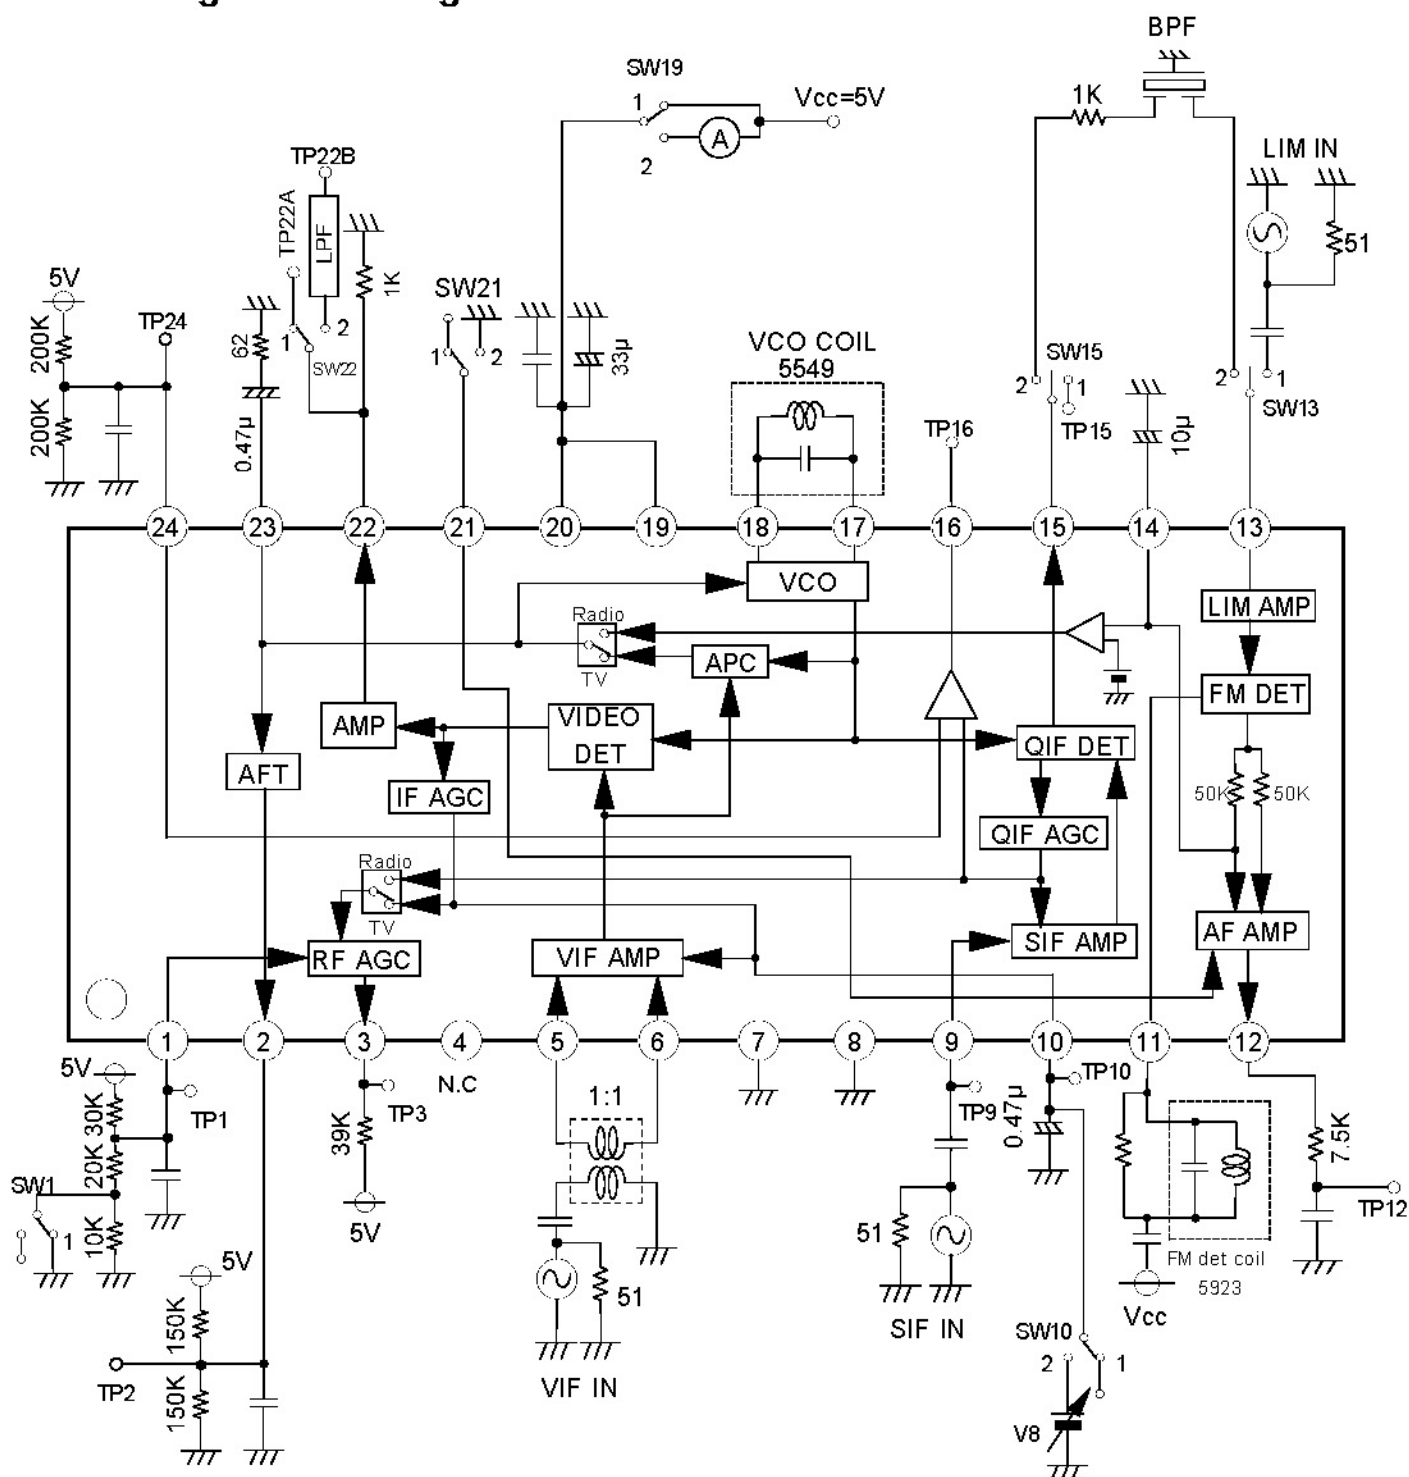 BPF
SW19
1
Vcc=5V
2
A
1K
LIM IN
51
TP22B
TP22A
LPF
1K
5V
TP24
200K
200K
62
0.47μ
1
2
SW22
SW21
1
2
33μ
VCO COIL
5549
TP16
SW15
2
1
TP15
10μ
2
1
SW13
24
23
22
21
20
19
18
17
16
15
14
13
VCO
LIM AMP
Radio
TV
APC
FM DET
AMP
VIDEO
DET
QIF DET
AFT
IF AGC
50K
50K
QIF AGC
Radio
TV
RF AGC
VIF AMP
SIF AMP
AF AMP
1
2
3
4
5
6
7
8
9
10
11
12
N.C
5V
TP1
30K
20K
10K
SW1
1
TP3
39K
5V
1:1
51
VIF IN
TP9
51
SIF IN
TP10
0.47μ
FM det coil
5923
Vcc
7.5K
TP12
5V
150K
150K
TP2
SW10
2
1
V8